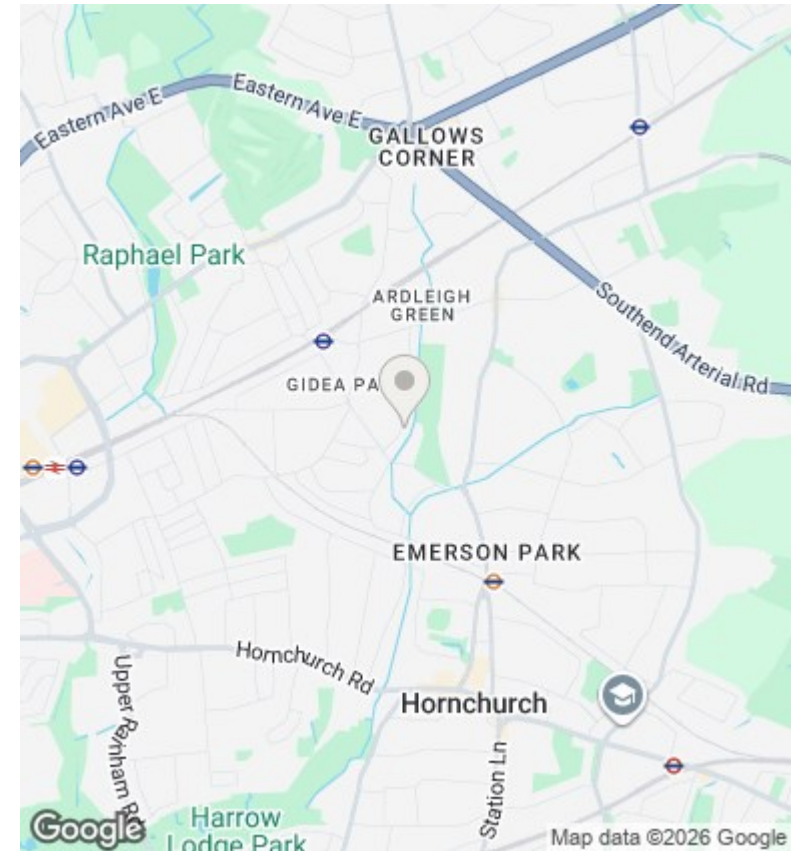 Eastern Ave E
Eastern Ave E
GALLOWS
CORNER
Raphael Park
ARDLEIGH
GREEN
Southend Arterial Rd
GIDEA PA
EMERSON PARK
Hornchurch Rd
Upper Rainham Rd
Hornchurch
Station Ln
Harrow
Lodge Park
Google
Map data ©2026 Google